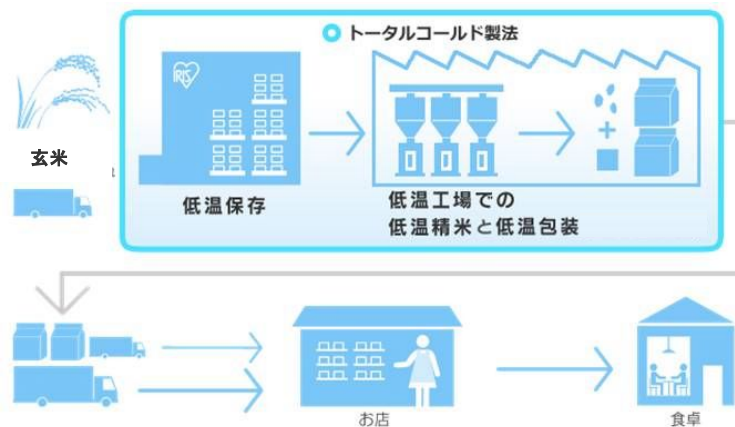 トータルコールド製法
IRIS
玄米
低温保存
低温工場での
低温精米と低温包装
お店
食卓